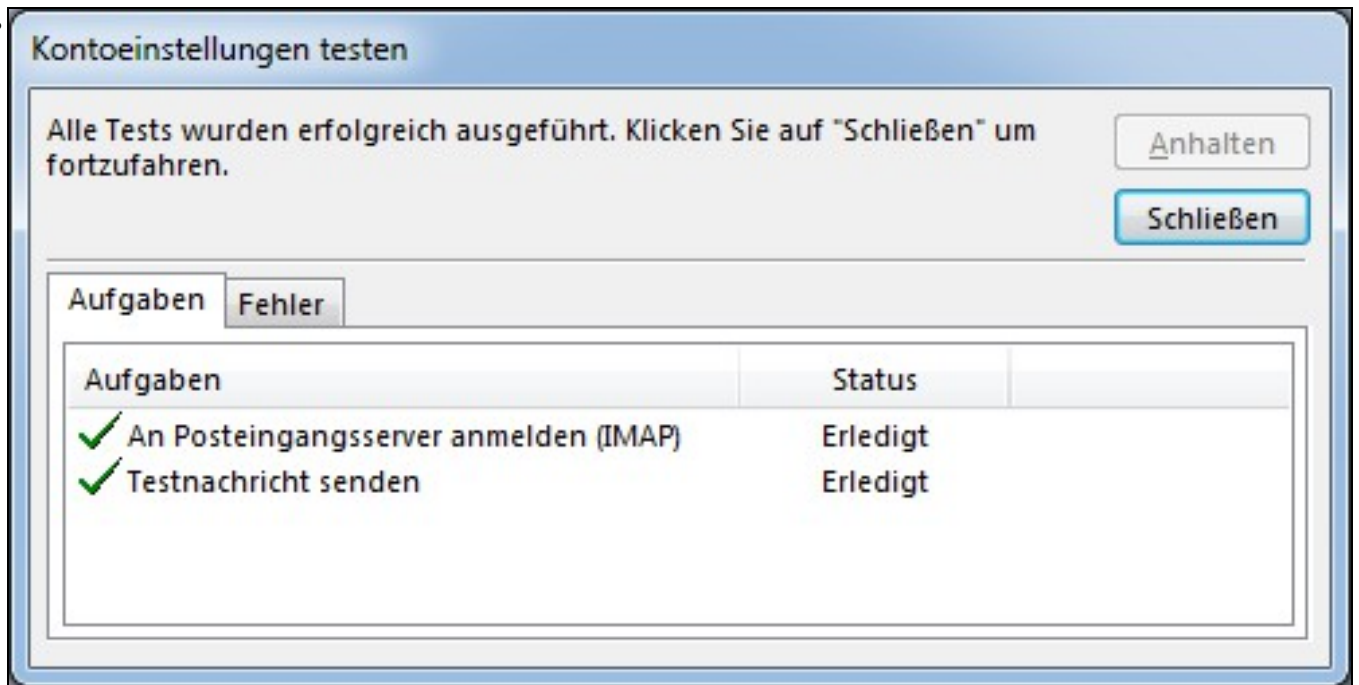 Kontoeinstellungen testen
Alle Tests wurden erfolgreich ausgeführt. Klicken Sie auf "Schließen" um
fortzufahren.
Anhalten
Schließen
Aufgaben Fehler
Aufgaben Status
An Posteingangsserver anmelden (IMAP) Erledigt
Testnachricht senden Erledigt